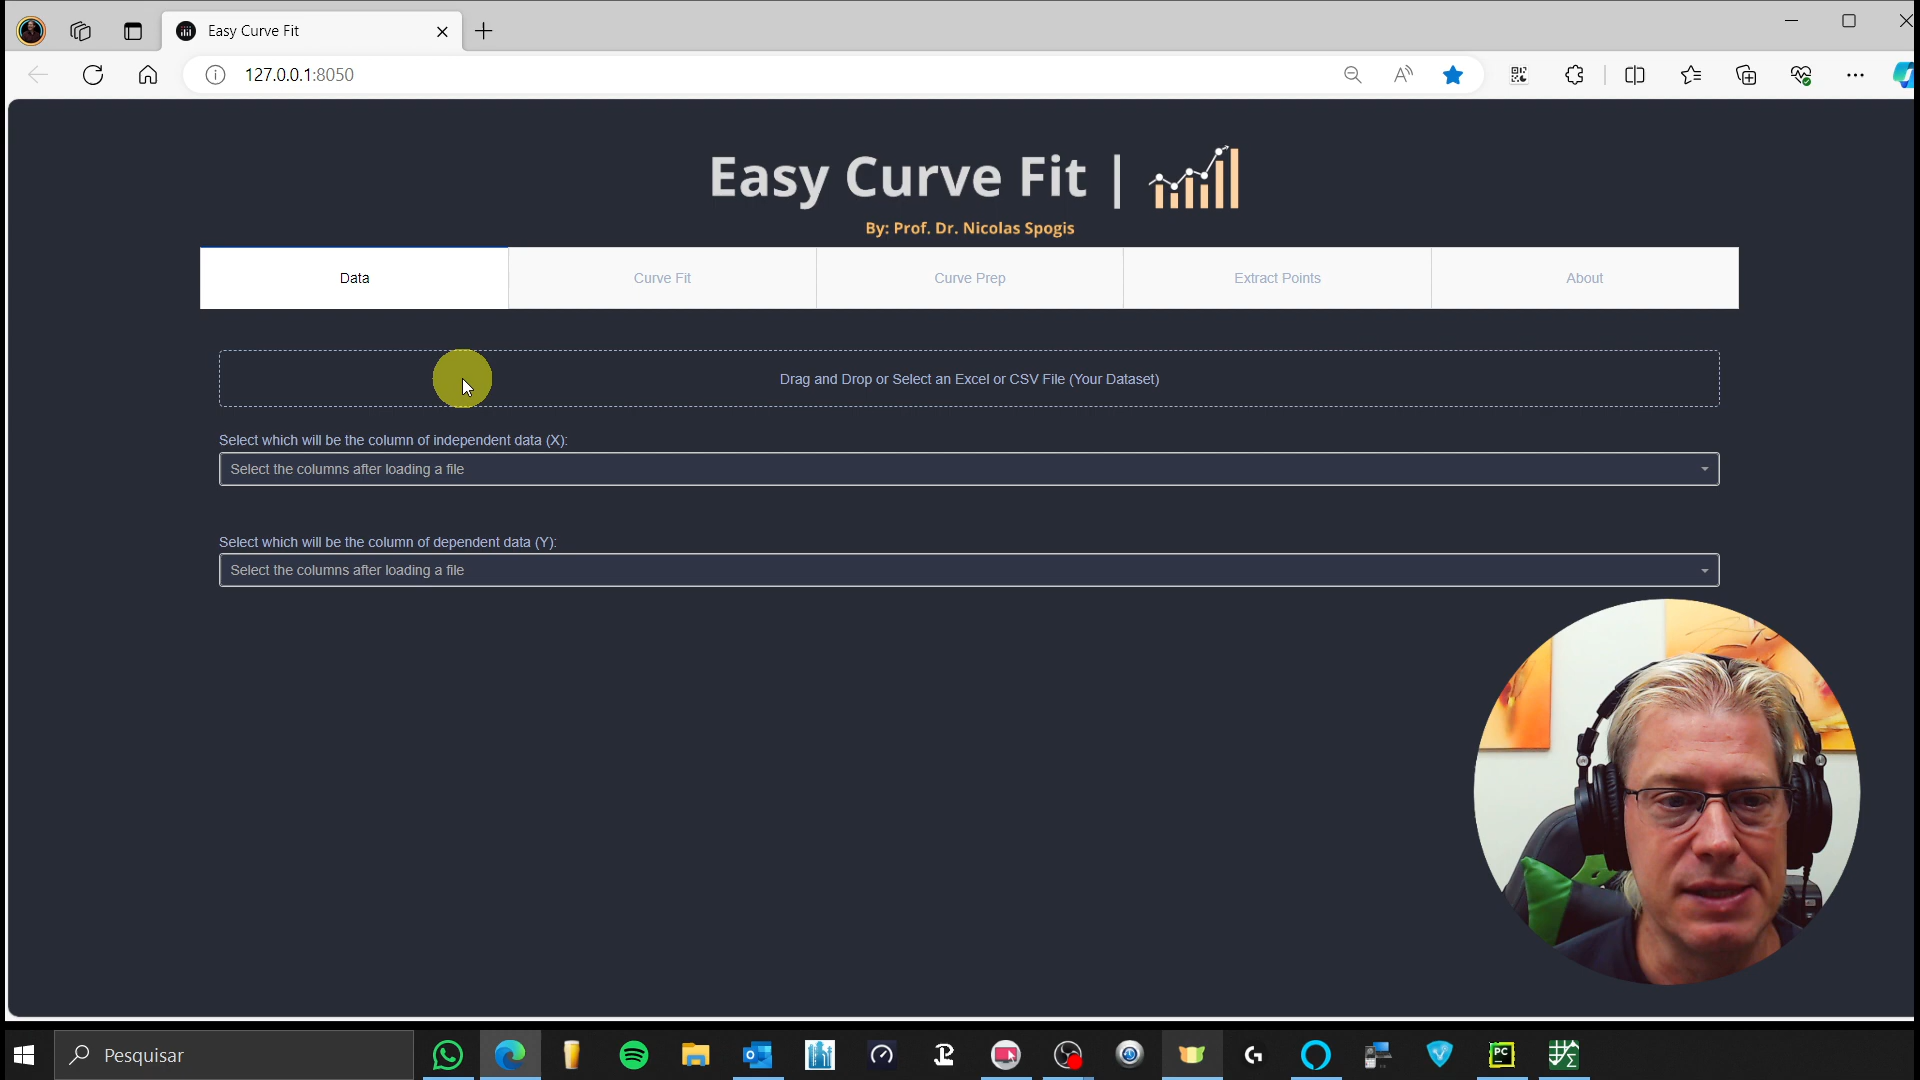 Easy Curve Fit
127.0.0.1:8050
Easy Curve Fit |
By: Prof. Dr. Nicolas Spogis
Data
Curve Fit
Curve Prep
Extract Points
About
Drag and Drop or Select an Excel or CSV File (Your Dataset)
Select which will be the column of independent data (X):
Select the columns after loading a file
Select which will be the column of dependent data (Y):
Select the columns after loading a file
Pesquisar
PC